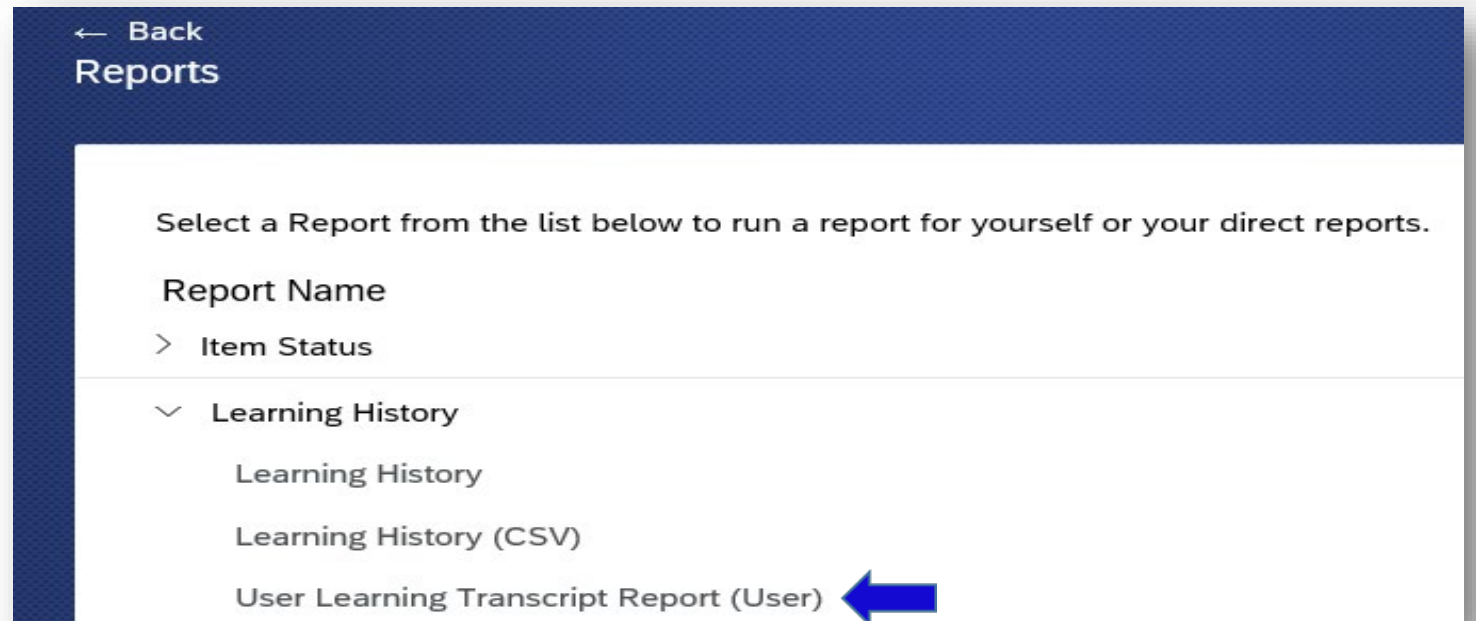 ← Back
Reports
Select a Report from the list below to run a report for yourself or your direct reports.
Report Name
> Item Status
Learning History
Learning History
Learning History (CSV)
User Learning Transcript Report (User)